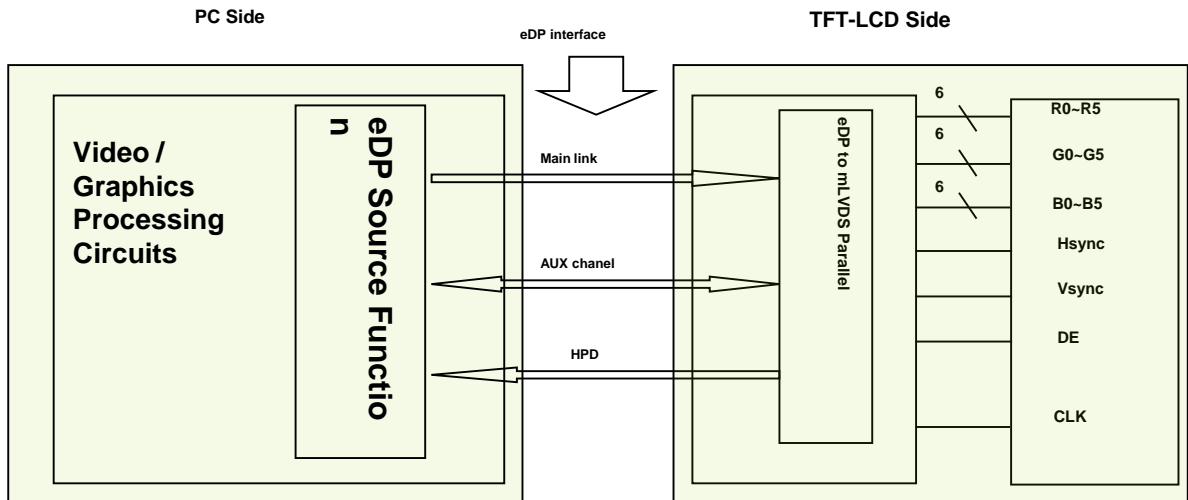 PC Side
TFT-LCD Side
eDP interface
Video /
Graphics
Processing
Circuits
eDP Source Functio
n
Main link
AUX chanel
HPD
eDP to mLVDS Parallel
6
R0~R5
6
G0~G5
6
B0~B5
Hsync
Vsync
DE
CLK